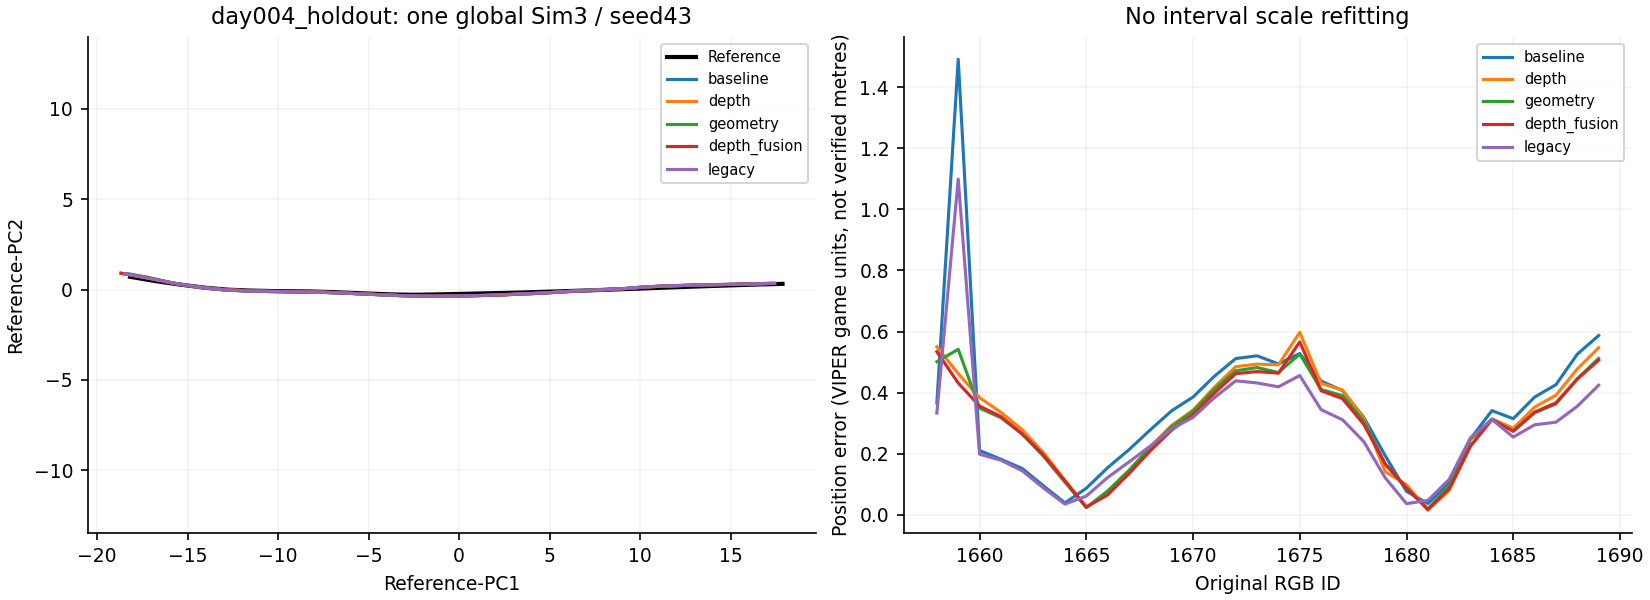 day004_holdout: one global Sim3 / seed43
Reference-PC2
10
5
0
−5
−10
−20
−15
−10
−5
0
5
10
15
Reference-PC1
Reference
baseline
depth
geometry
depth_fusion
legacy
No interval scale refitting
Position error (VIPER game units, not verified metres)
1.4
1.2
1.0
0.8
0.6
0.4
0.2
0.0
1660
1665
1670
1675
1680
1685
1690
Original RGB ID
baseline
depth
geometry
depth_fusion
legacy